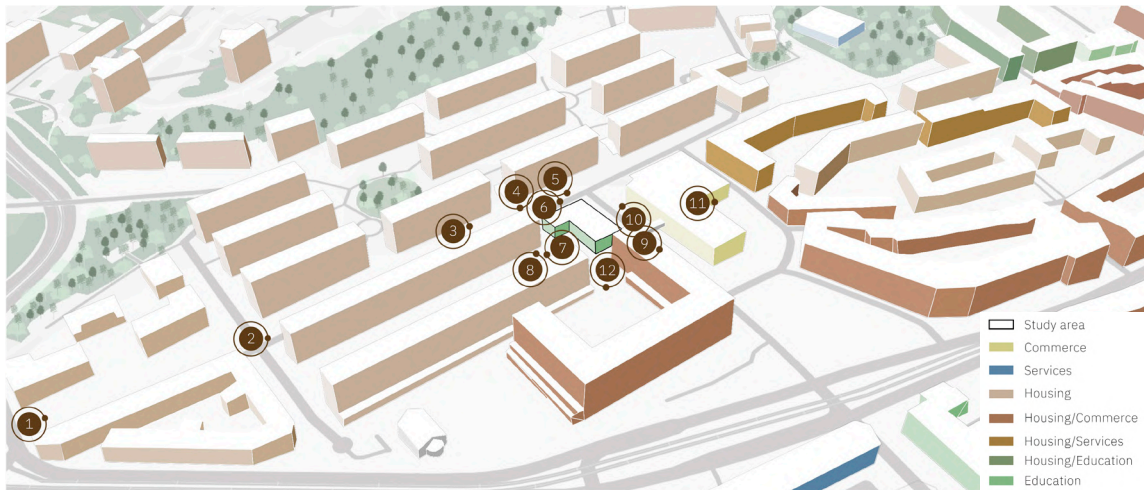 5
4
6
11
10
3
9
7
8
12
2
1
Study area
Commerce
Services
Housing
Housing/Commerce
Housing/Services
Housing/Education
Education